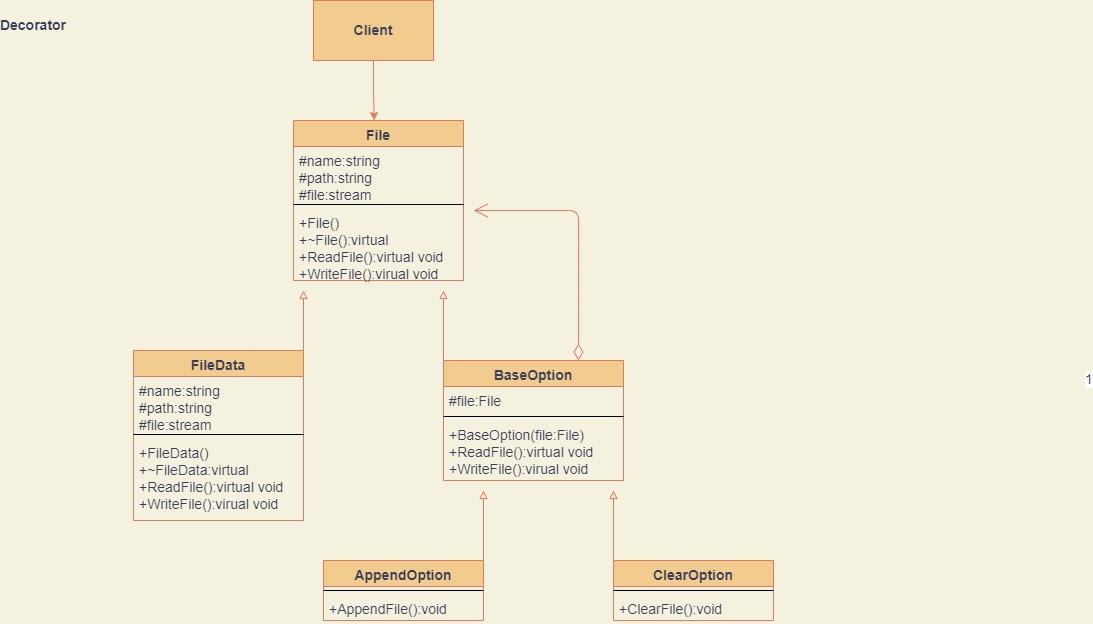 Decorator
Client
File
#name:string
#path:string
#file:stream
+File()
+~File():virtual
+ReadFile():virtual void
+WriteFile():virual void
FileData
#name:string
#path:string
#file:stream
+FileData()
+~FileData:virtual
+ReadFile():virtual void
+WriteFile():virual void
BaseOption
#file:File
+BaseOption(file:File)
+ReadFile():virtual void
+WriteFile():virual void
AppendOption
+AppendFile():void
ClearOption
+ClearFile():void
1